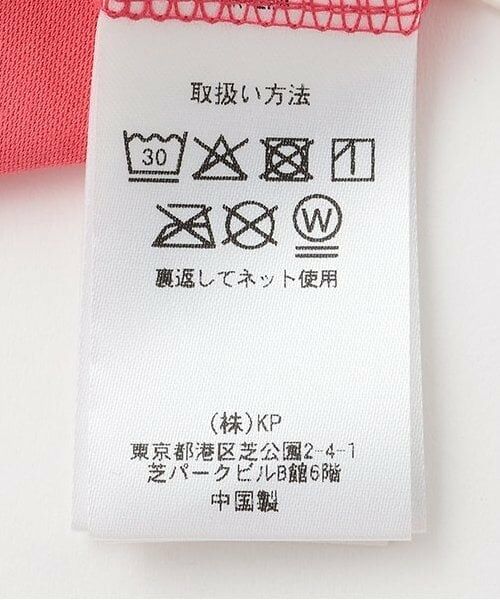 取扱い方法
30
W
裏返してネット使用
(株)KP
東京都港区芝公園2-4-1
芝パークビルB館6階
中国製